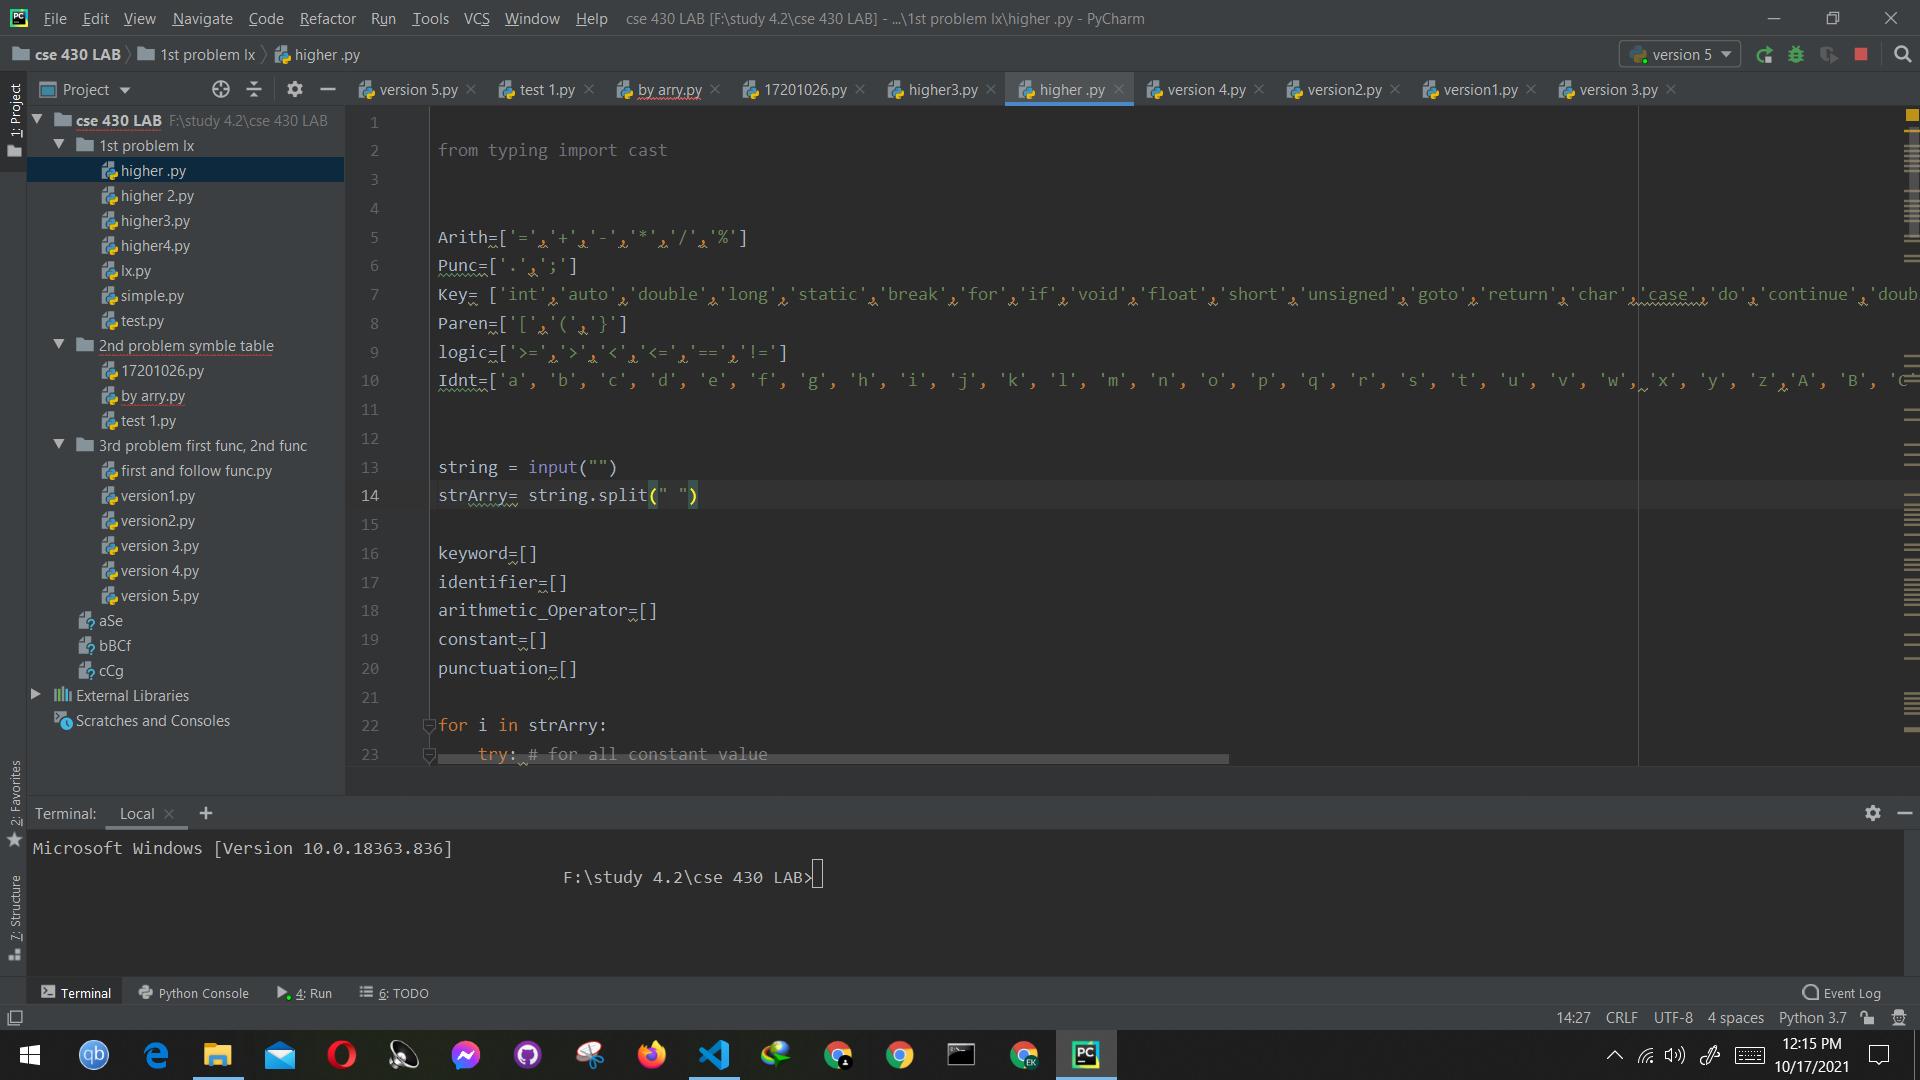 File Edit View Navigate Code Refactor Run Tools VCS Window Help cse 430 LAB [F:\study 4.2\cse 430 LAB] - ...\1st problem lx\higher .py - PyCharm
cse 430 LAB 1st problem lx higher .py version 5
Project version 5.py test 1.py by arry.py 17201026.py higher3.py higher .py version 4.py version2.py version1.py version 3.py
1: Project
cse 430 LAB F:\study 4.2\cse 430 LAB
1st problem lx
higher .py
higher 2.py
higher3.py
higher4.py
lx.py
simple.py
test.py
2nd problem symble table
17201026.py
by arry.py
test 1.py
3rd problem first func, 2nd func
first and follow func.py
version1.py
version2.py
version 3.py
version 4.py
version 5.py
aSe
bBCf
cCg
External Libraries
Scratches and Consoles
1
2 from typing import cast
3
4
5 Arith=['=','+','-','*','/','%']
6 Punc=['.',';']
7 Key= ['int','auto','double','long','static','break','for','if','void','float','short','unsigned','goto','return','char','case','do','continue','doub
8 Paren=['[','(','}']
9 logic=['>=','>','<','<=','==','!=']
10 Idnt=['a', 'b', 'c', 'd', 'e', 'f', 'g', 'h', 'i', 'j', 'k', 'l', 'm', 'n', 'o', 'p', 'q', 'r', 's', 't', 'u', 'v', 'w', 'x', 'y', 'z','A', 'B', 'C'
11
12
13 string = input("")
14 strArry= string.split(" ")
15
16 keyword=[]
17 identifier=[]
18 arithmetic_Operator=[]
19 constant=[]
20 punctuation=[]
21
22 for i in strArry:
23 try: # for all constant value
2: Favorites
7: Structure
Terminal: Local +
Microsoft Windows [Version 10.0.18363.836]
F:\study 4.2\cse 430 LAB>
Terminal Python Console 4: Run 6: TODO Event Log
14:27 CRLF UTF-8 4 spaces Python 3.7
qb EK PC 12:15 PM
10/17/2021